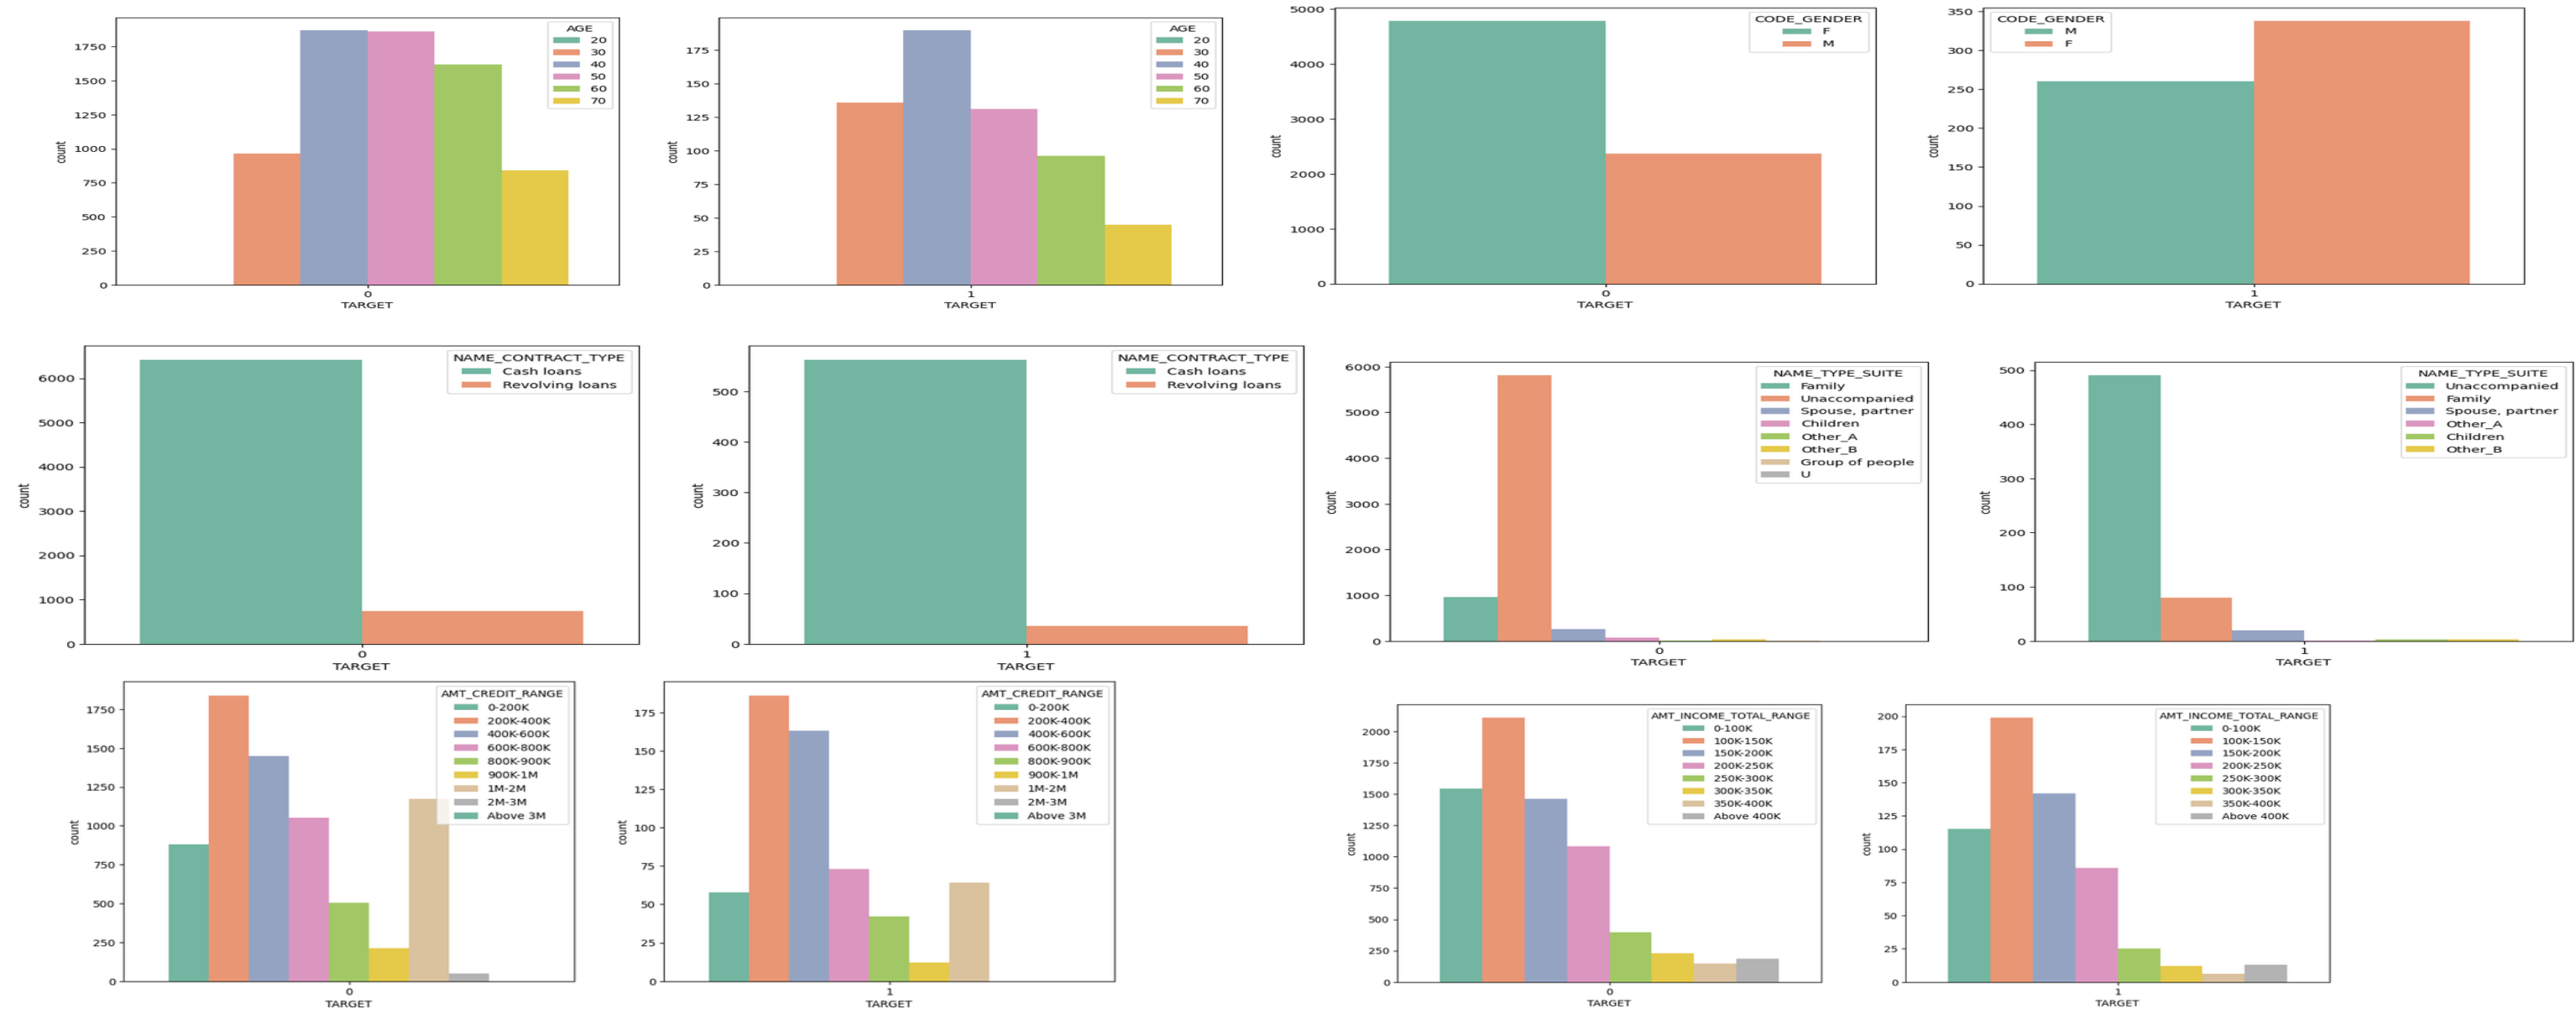 AGE
20
30
40
50
60
70
1750
1500
1250
1000
750
500
250
0
count
0
TARGET
AGE
20
30
40
50
60
70
175
150
125
100
75
50
25
0
count
1
TARGET
CODE_GENDER
F
M
5000
4000
3000
2000
1000
0
count
0
TARGET
CODE_GENDER
M
F
350
300
250
200
150
100
50
0
count
1
TARGET
NAME_CONTRACT_TYPE
Cash loans
Revolving loans
6000
5000
4000
3000
2000
1000
0
count
0
TARGET
NAME_CONTRACT_TYPE
Cash loans
Revolving loans
500
400
300
200
100
0
count
1
TARGET
NAME_TYPE_SUITE
Family
Unaccompanied
Spouse, partner
Children
Other_A
Other_B
Group of people
U
6000
5000
4000
3000
2000
1000
0
count
0
TARGET
NAME_TYPE_SUITE
Unaccompanied
Family
Spouse, partner
Other_A
Children
Other_B
500
400
300
200
100
0
count
1
TARGET
AMT_CREDIT_RANGE
0-200K
200K-400K
400K-600K
600K-800K
800K-900K
900K-1M
1M-2M
2M-3M
Above 3M
1750
1500
1250
1000
750
500
250
0
count
0
TARGET
AMT_CREDIT_RANGE
0-200K
200K-400K
400K-600K
600K-800K
800K-900K
900K-1M
1M-2M
2M-3M
Above 3M
175
150
125
100
75
50
25
0
count
1
TARGET
AMT_INCOME_TOTAL_RANGE
0-100K
100K-150K
150K-200K
200K-250K
250K-300K
300K-350K
350K-400K
Above 400K
2000
1750
1500
1250
1000
750
500
250
0
count
0
TARGET
AMT_INCOME_TOTAL_RANGE
0-100K
100K-150K
150K-200K
200K-250K
250K-300K
300K-350K
350K-400K
Above 400K
200
175
150
125
100
75
50
25
0
count
1
TARGET